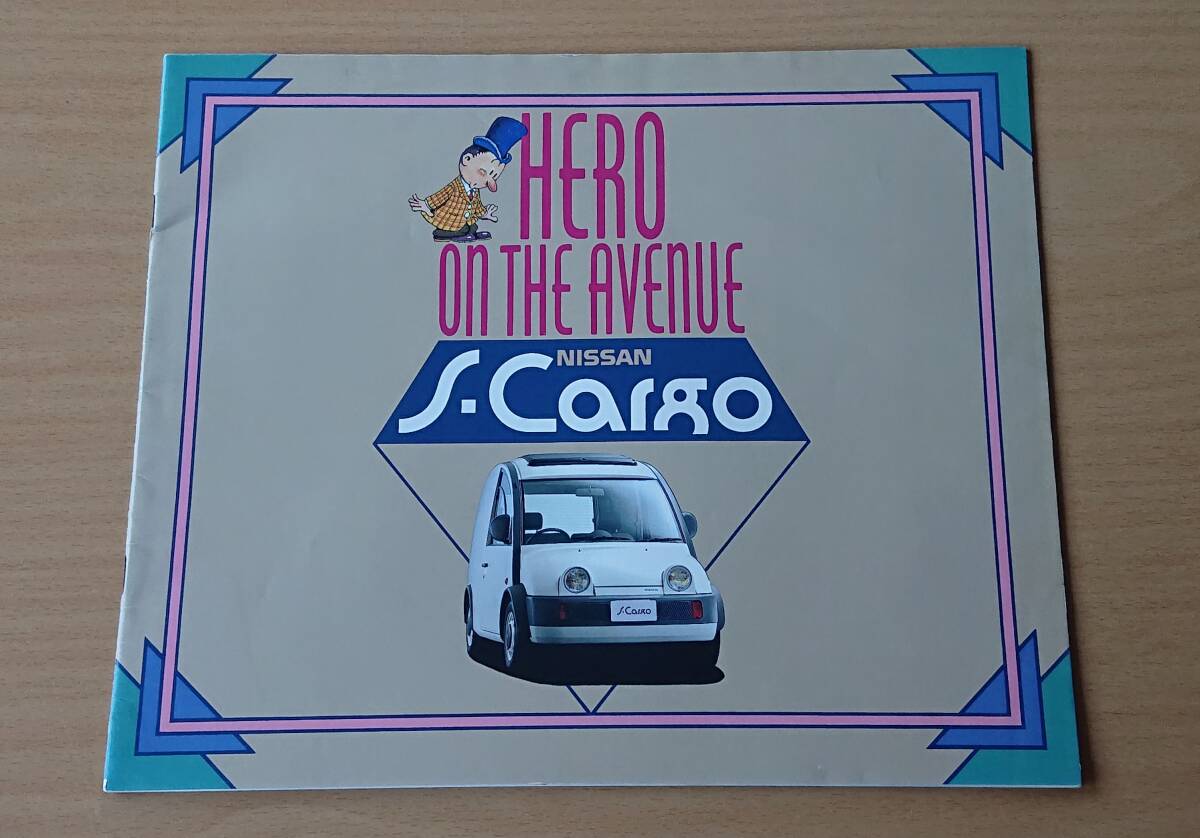 HERO
ON THE AVENUE
NISSAN
S·Cargo
S·Cargo